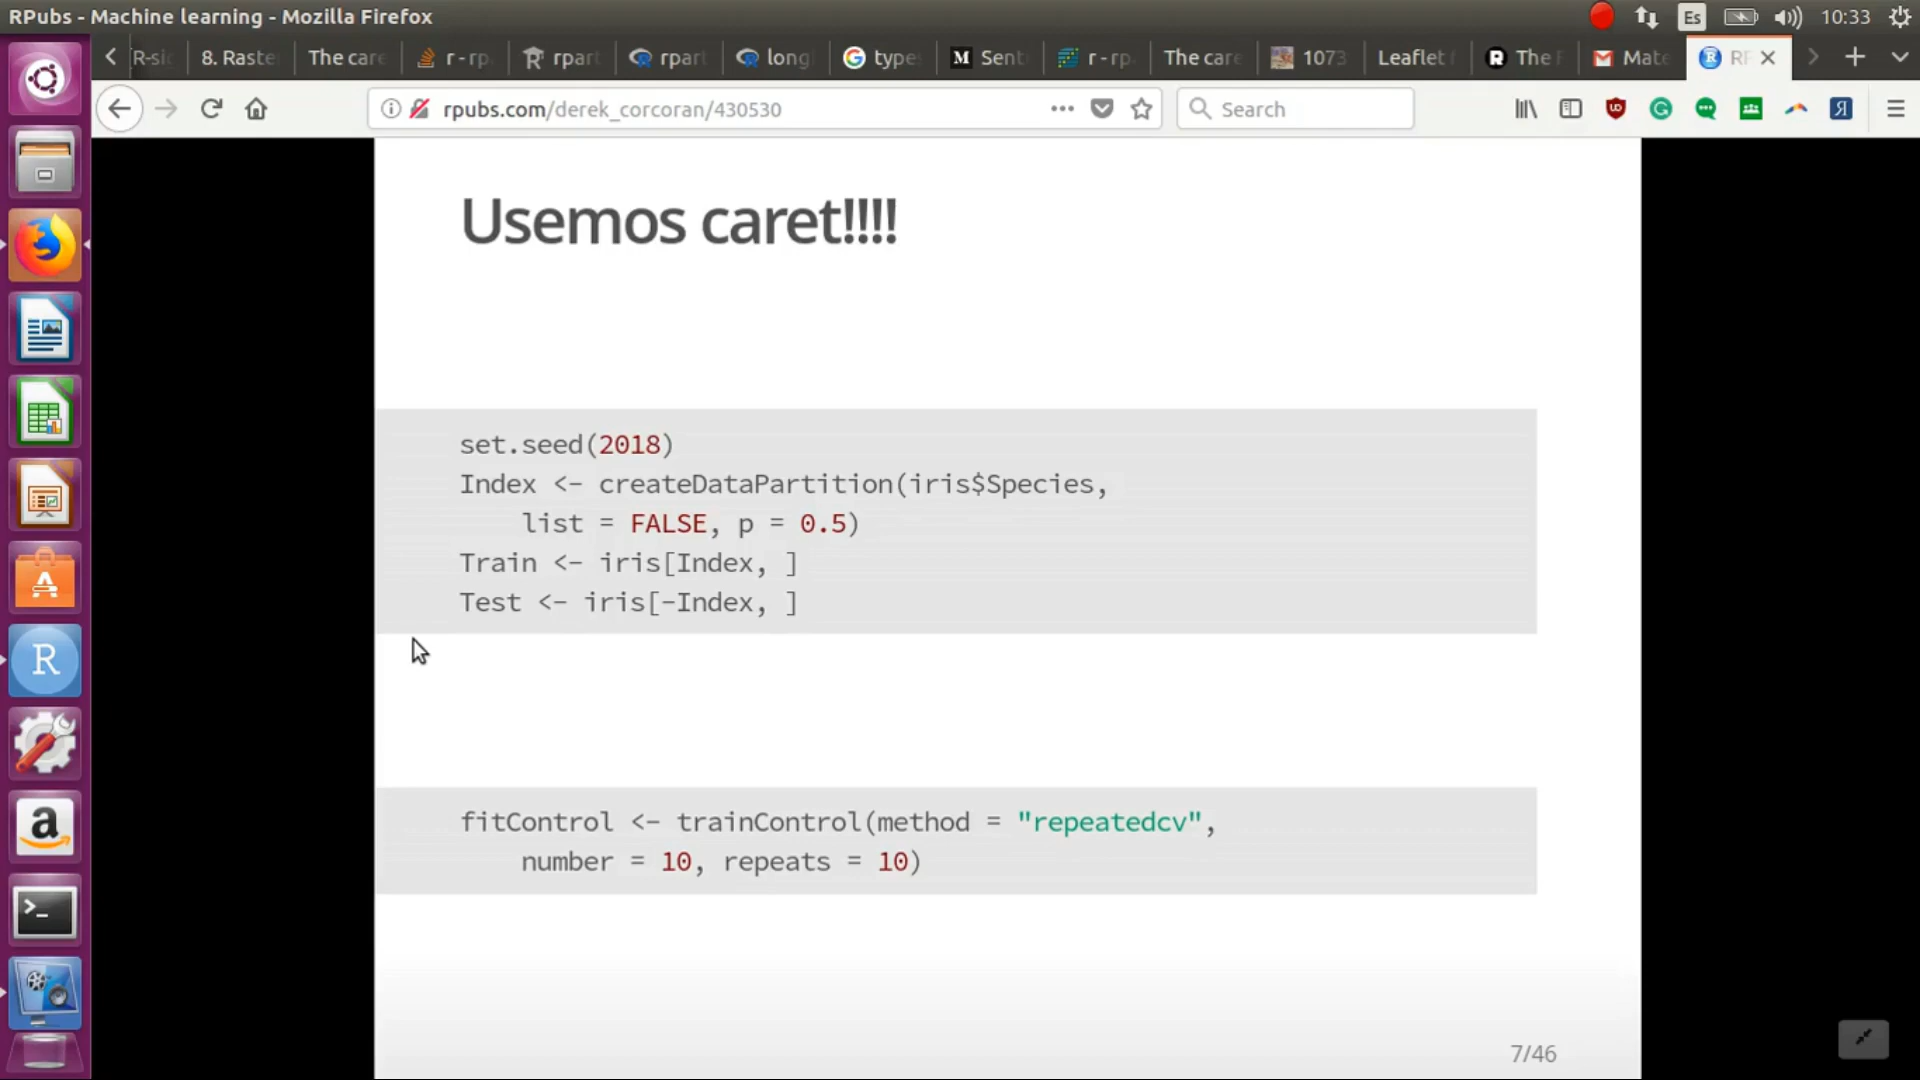 RPubs - Machine learning - Mozilla Firefox
Es
10:33
R-si
8. Raste
The care
r - rp
rpart
rpart
long
type
Sent
r - rp
The care
1073
Leaflet
The R
Mate
RP
rpubs.com/derek_corcoran/430530
Search
Usemos caret!!!!
set.seed(2018)
Index <- createDataPartition(iris$Species,
list = FALSE, p = 0.5)
Train <- iris[Index, ]
Test <- iris[-Index, ]
fitControl <- trainControl(method = "repeatedcv",
number = 10, repeats = 10)
7/46